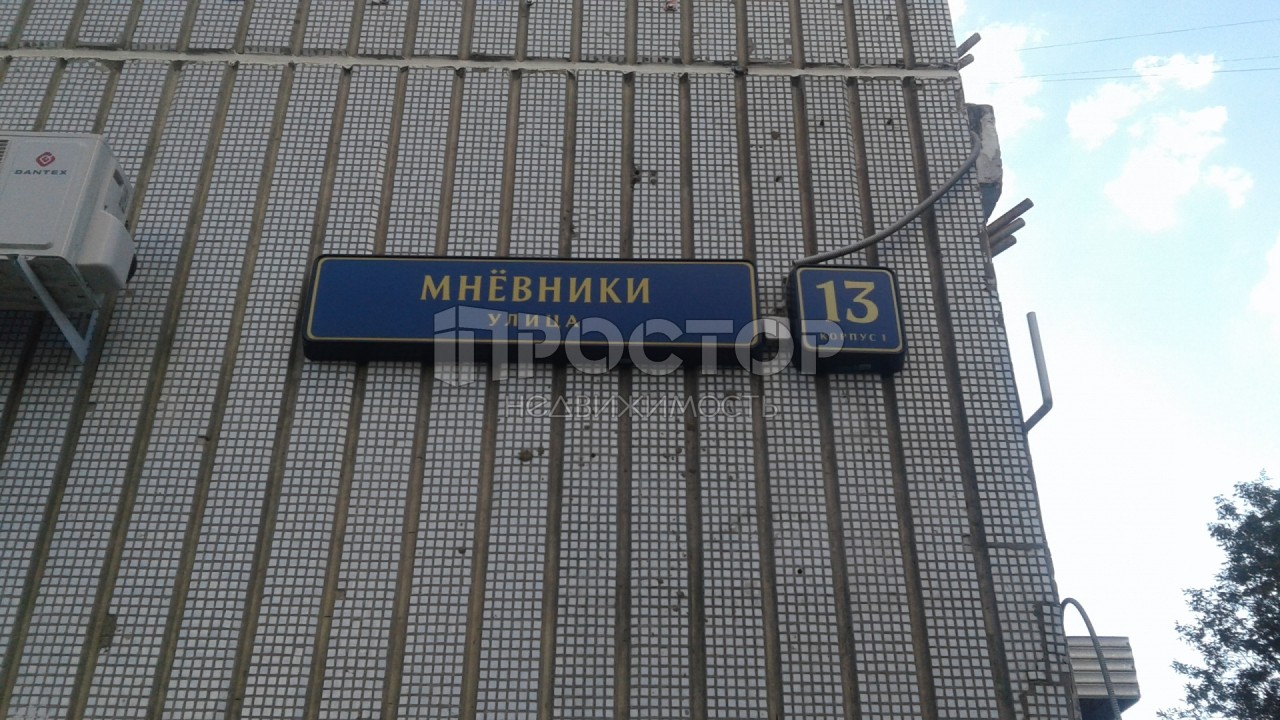 DANTEX
МНЁВНИКИ
УЛИЦА
13
КОРПУС 1
ПРОСТОР
НЕДВИЖИМОСТЬ